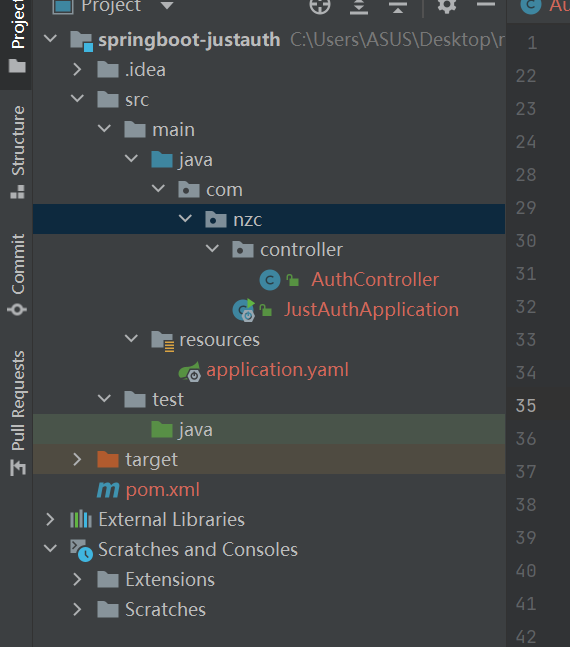 Project
Au
springboot-justauth C:\Users\ASUS\Desktop\r
.idea
src
main
java
com
nzc
controller
AuthController
JustAuthApplication
resources
application.yaml
test
java
target
pom.xml
External Libraries
Scratches and Consoles
Extensions
Scratches
Project
Structure
Commit
Pull Requests
1
22
23
24
28
29
30
31
32
33
34
35
36
37
38
39
40
41
42